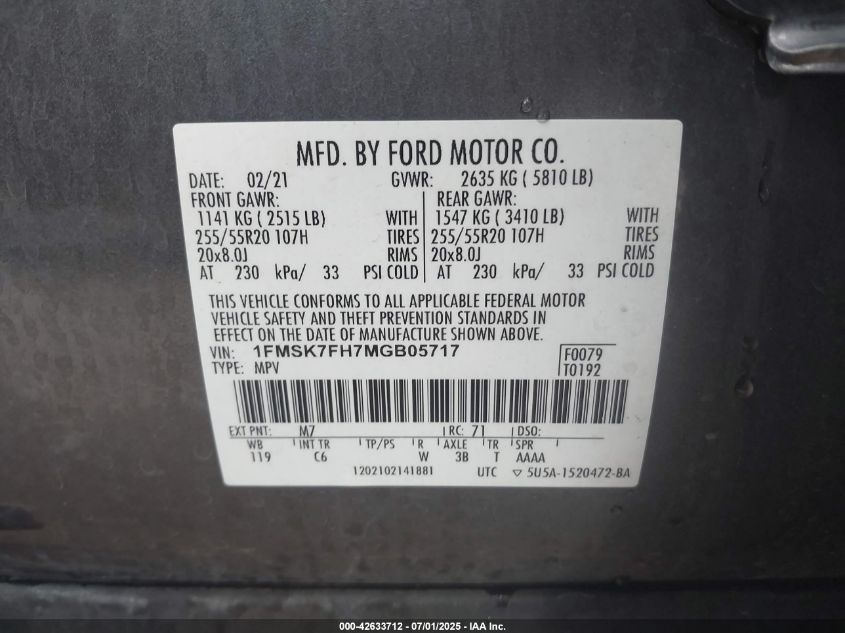 MFD. BY FORD MOTOR CO.
DATE: 02/21 GVWR: 2635 KG ( 5810 LB)
FRONT GAWR: REAR GAWR:
1141 KG ( 2515 LB) WITH 1547 KG ( 3410 LB) WITH
255/55R20 107H TIRES 255/55R20 107H TIRES
20x8.0J RIMS 20x8.0J RIMS
AT 230 kPa/ 33 PSI COLD AT 230 kPa/ 33 PSI COLD
THIS VEHICLE CONFORMS TO ALL APPLICABLE FEDERAL MOTOR
VEHICLE SAFETY AND THEFT PREVENTION STANDARDS IN
EFFECT ON THE DATE OF MANUFACTURE SHOWN ABOVE.
VIN: 1FMSK7FH7MGB05717 F0079
TYPE: MPV T0192
EXT PNT: M7 RC: 71 DSO:
WB INT TR TP/PS R AXLE TR SPR
119 C6 W 3B T AAAA
1202102141881 UTC ▽ 5U5A-1520472-BA
000-42633712 / 07/01/2025 - IAA Inc.